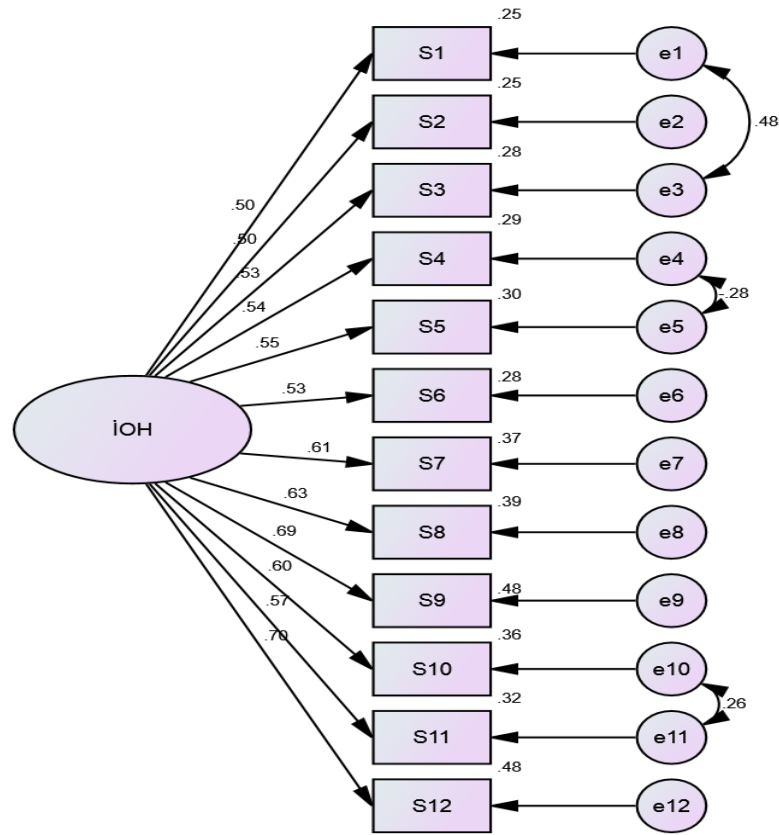 .25
S1 e1
.25
S2 e2
.48
.28
S3 e3
.50
.29
.50
S4 e4
.53
.30 -.28
.54
S5 e5
.55
.28
.53
S6 e6
İOH
.37
.61
S7 e7
.39
.63
S8 e8
.69
.48
S9 e9
.60
.57
.36
.70
S10 e10
.32 .26
S11 e11
.48
S12 e12